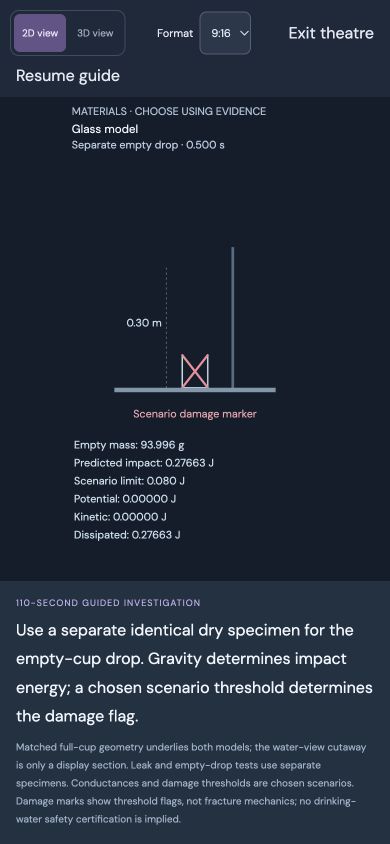 2D view 3D view Format 9:16 Exit theatre
Resume guide
MATERIALS · CHOOSE USING EVIDENCE
Glass model
Separate empty drop · 0.500 s
0.30 m
Scenario damage marker
Empty mass: 93.996 g
Predicted impact: 0.27663 J
Scenario limit: 0.080 J
Potential: 0.00000 J
Kinetic: 0.00000 J
Dissipated: 0.27663 J
110-SECOND GUIDED INVESTIGATION
Use a separate identical dry specimen for the
empty-cup drop. Gravity determines impact
energy; a chosen scenario threshold determines
the damage flag.
Matched full-cup geometry underlies both models; the water-view cutaway
is only a display section. Leak and empty-drop tests use separate
specimens. Conductances and damage thresholds are chosen scenarios.
Damage marks show threshold flags, not fracture mechanics; no drinking-
water safety certification is implied.